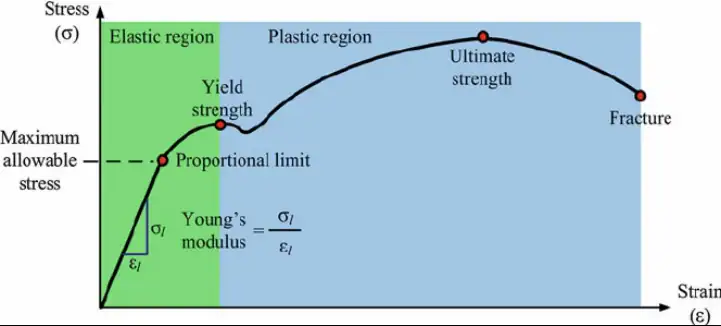 Stress
(σ)
Elastic region
Plastic region
Ultimate
strength
Yield
strength
Fracture
Maximum
allowable
stress
Proportional limit
Young's
modulus = σl / εl
σl
εl
Strain
(ε)